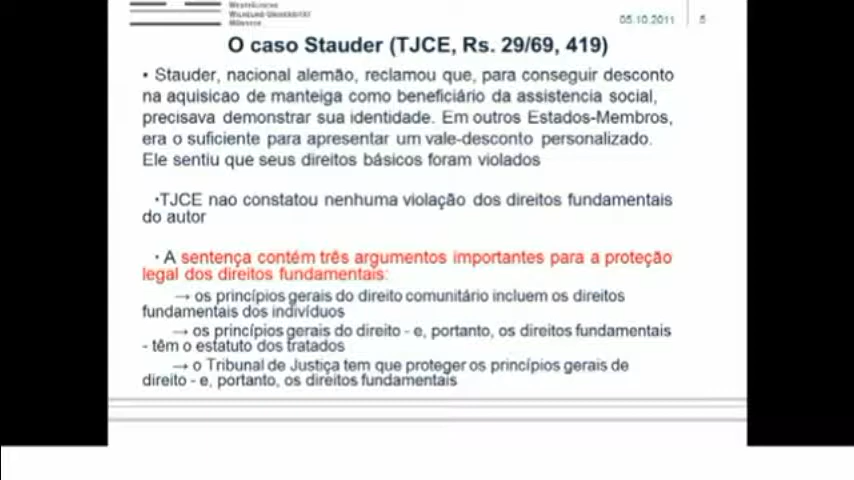 Westfälische
Wilhelms-Universität
Münster
05.10.2011
5
O caso Stauder (TJCE, Rs. 29/69, 419)
• Stauder, nacional alemão, reclamou que, para conseguir desconto
na aquisicao de manteiga como beneficiário da assistencia social,
precisava demonstrar sua identidade. Em outros Estados-Membros,
era o suficiente para apresentar um vale-desconto personalizado.
Ele sentiu que seus direitos básicos foram violados
•TJCE nao constatou nenhuma violação dos direitos fundamentais
do autor
• A sentença contém três argumentos importantes para a proteção
legal dos direitos fundamentais:
→ os princípios gerais do direito comunitário incluem os direitos
fundamentais dos indivíduos
→ os princípios gerais do direito - e, portanto, os direitos fundamentais
- têm o estatuto dos tratados
→ o Tribunal de Justiça tem que proteger os princípios gerais de
direito - e, portanto, os direitos fundamentais